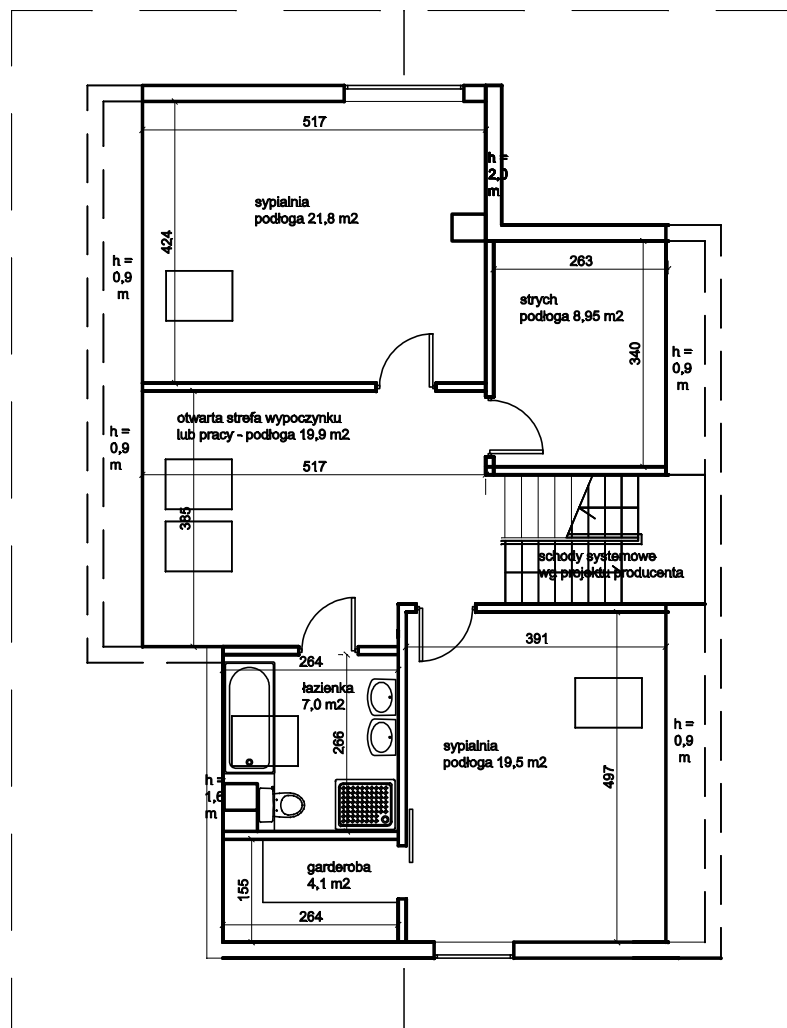 517
h =
2,0
m
sypialnia
podłoga 21,8 m2
424
h =
0,9
m
263
strych
podłoga 8,95 m2
340
h =
0,9
m
otwarta strefa wypoczynku
lub pracy - podłoga 19,9 m2
h =
0,9
m
517
385
schody systemowe
wg projektu producenta
264
łazienka
7,0 m2
266
391
sypialnia
podłoga 19,5 m2
497
h =
0,9
m
h =
1,6
m
garderoba
4,1 m2
155
264